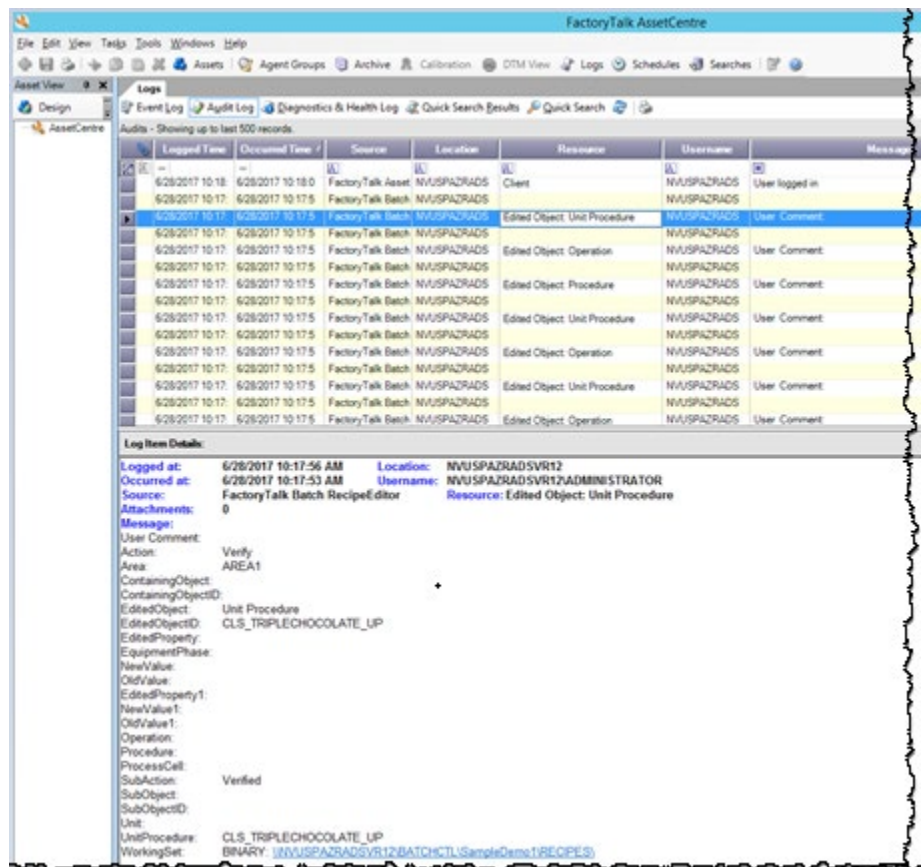 FactoryTalk AssetCentre
File Edit View Tasks Tools Windows Help
Assets Agent Groups Archive Calibration DTM View Logs Schedules Searches
Asset View Logs
Design Event Log Audit Log Diagnostics & Health Log Quick Search Results Quick Search
AssetCentre Audits - Showing up to last 500 records.
Logged Time Occurred Time Source Location Resource Username Message
6/28/2017 10:18: 6/28/2017 10:18:0 FactoryTalk Asset NVUSPAZRADS Client NVUSPAZRADS User logged in
6/28/2017 10:17: 6/28/2017 10:17:5 FactoryTalk Batch NVUSPAZRADS NVUSPAZRADS
6/28/2017 10:17: 6/28/2017 10:17:5 FactoryTalk Batch NVUSPAZRADS Edited Object: Unit Procedure NVUSPAZRADS User Comment:
6/28/2017 10:17: 6/28/2017 10:17:5 FactoryTalk Batch NVUSPAZRADS NVUSPAZRADS
6/28/2017 10:17: 6/28/2017 10:17:5 FactoryTalk Batch NVUSPAZRADS Edited Object: Operation NVUSPAZRADS User Comment:
6/28/2017 10:17: 6/28/2017 10:17:5 FactoryTalk Batch NVUSPAZRADS NVUSPAZRADS
6/28/2017 10:17: 6/28/2017 10:17:5 FactoryTalk Batch NVUSPAZRADS Edited Object: Procedure NVUSPAZRADS User Comment:
6/28/2017 10:17: 6/28/2017 10:17:5 FactoryTalk Batch NVUSPAZRADS NVUSPAZRADS
6/28/2017 10:17: 6/28/2017 10:17:5 FactoryTalk Batch NVUSPAZRADS Edited Object: Unit Procedure NVUSPAZRADS User Comment:
6/28/2017 10:17: 6/28/2017 10:17:5 FactoryTalk Batch NVUSPAZRADS NVUSPAZRADS
6/28/2017 10:17: 6/28/2017 10:17:5 FactoryTalk Batch NVUSPAZRADS Edited Object: Operation NVUSPAZRADS User Comment:
6/28/2017 10:17: 6/28/2017 10:17:5 FactoryTalk Batch NVUSPAZRADS NVUSPAZRADS
6/28/2017 10:17: 6/28/2017 10:17:5 FactoryTalk Batch NVUSPAZRADS Edited Object: Unit Procedure NVUSPAZRADS User Comment:
6/28/2017 10:17: 6/28/2017 10:17:5 FactoryTalk Batch NVUSPAZRADS NVUSPAZRADS
6/28/2017 10:17: 6/28/2017 10:17:5 FactoryTalk Batch NVUSPAZRADS Edited Object: Operation NVUSPAZRADS User Comment:
Log Item Details:
Logged at: 6/28/2017 10:17:56 AM Location: NVUSPAZRADSVR12
Occurred at: 6/28/2017 10:17:53 AM Username: NVUSPAZRADSVR12\ADMINISTRATOR
Source: FactoryTalk Batch RecipeEditor Resource: Edited Object: Unit Procedure
Attachments: 0
Message:
User Comment:
Action: Verify
Area: AREA1
ContainingObject:
ContainingObjectID:
EditedObject: Unit Procedure
EditedObjectID: CLS_TRIPLECHOCOLATE_UP
EditedProperty:
EquipmentPhase:
NewValue:
OldValue:
EditedProperty1:
NewValue1:
OldValue1:
Operation:
Procedure:
ProcessCell:
SubAction: Verified
SubObject:
SubObjectID:
Unit:
UnitProcedure: CLS_TRIPLECHOCOLATE_UP
WorkingSet: BINARY: \\NVUSPAZRADSVR12\BATCHCTL\SampleDemo1\RECIPES\